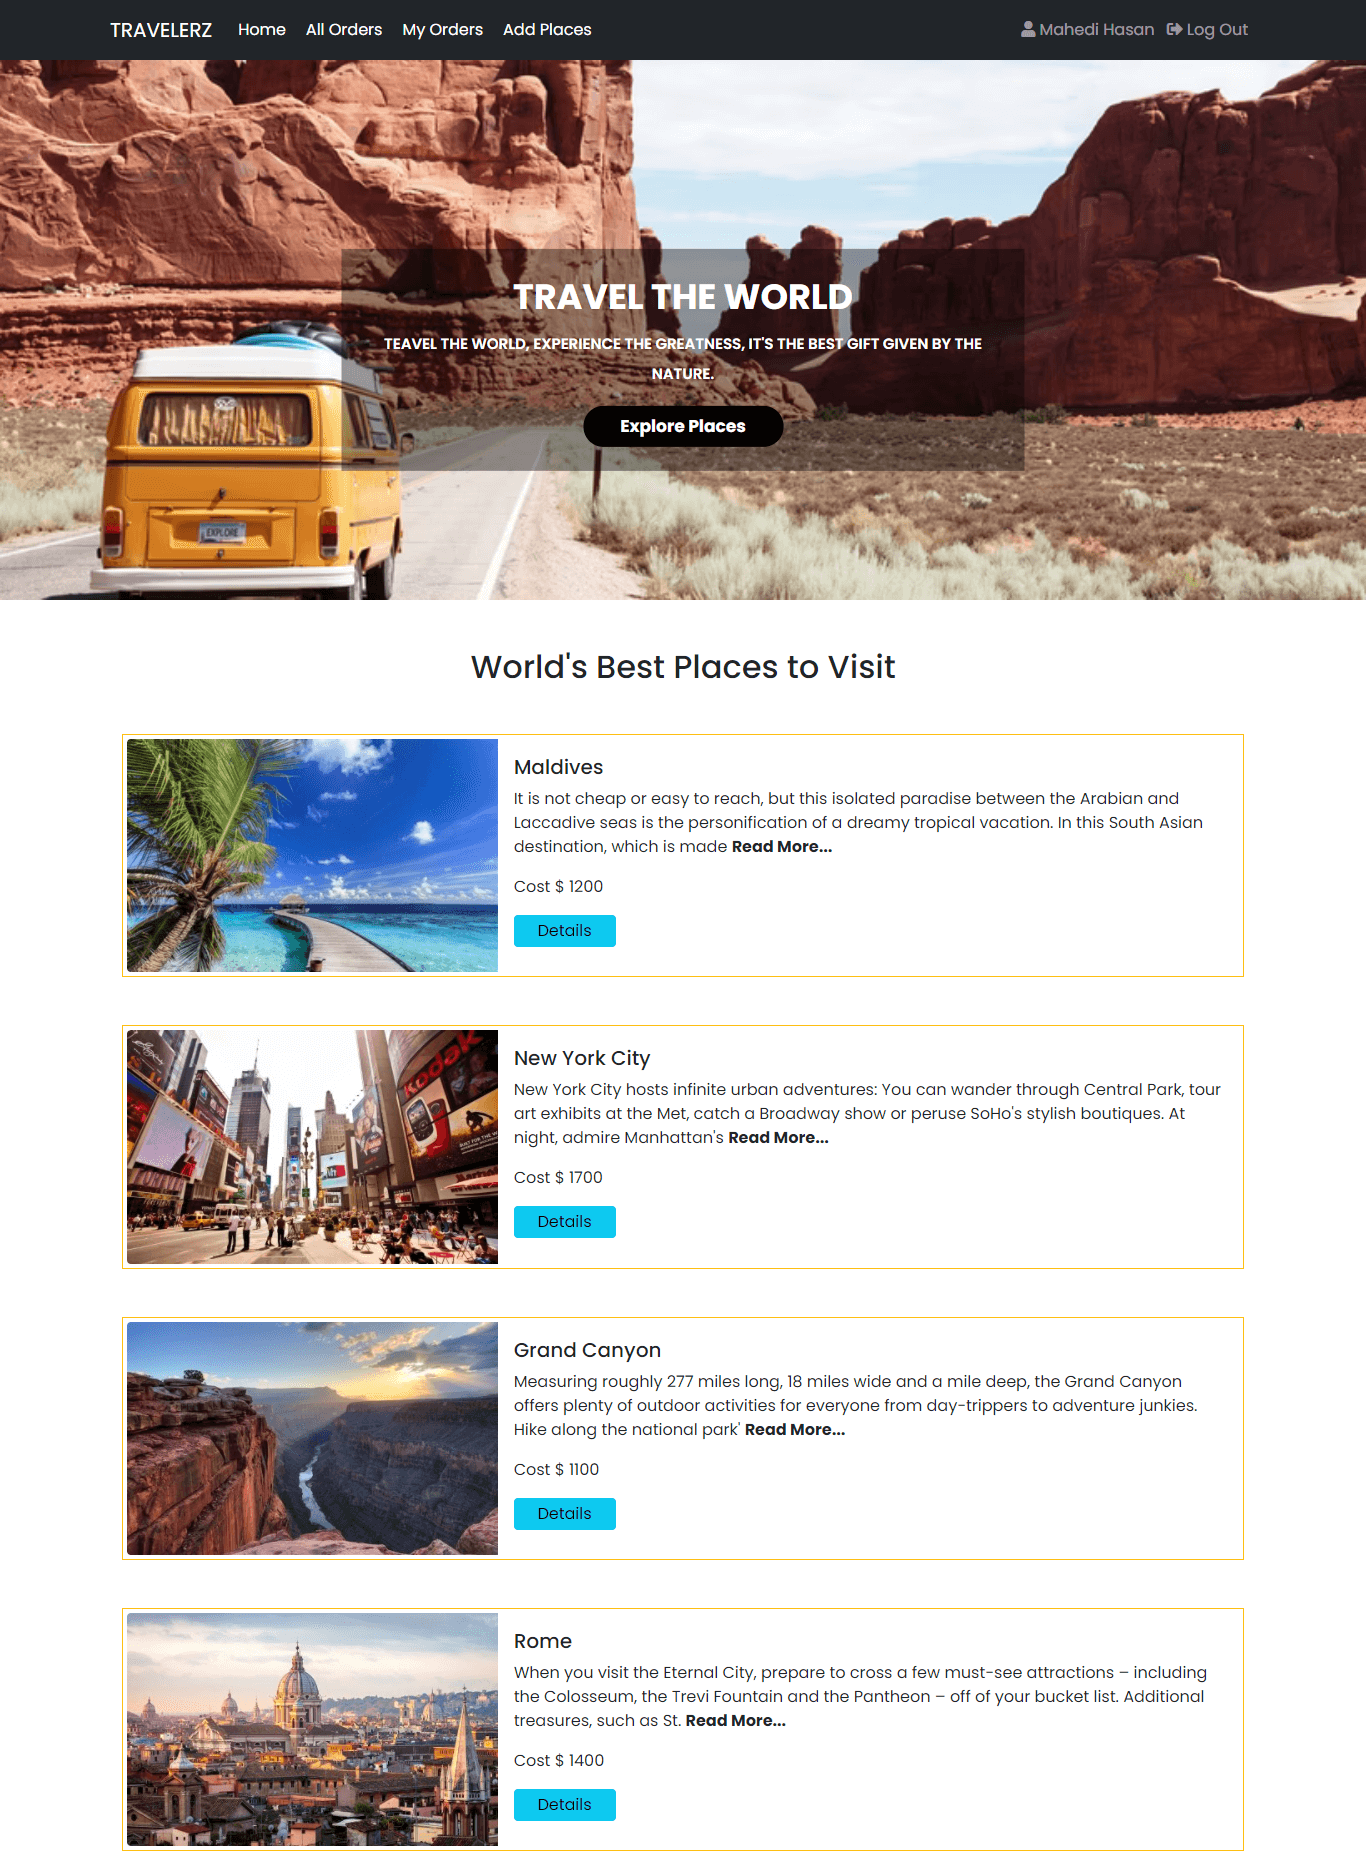 TRAVELERZ Home All Orders My Orders Add Places Mahedi Hasan Log Out
TRAVEL THE WORLD
TEAVEL THE WORLD, EXPERIENCE THE GREATNESS, IT'S THE BEST GIFT GIVEN BY THE
NATURE.
Explore Places
EXPLORE
World's Best Places to Visit
Maldives
It is not cheap or easy to reach, but this isolated paradise between the Arabian and
Laccadive seas is the personification of a dreamy tropical vacation. In this South Asian
destination, which is made Read More...
Cost $ 1200
Details
Kodak
New York City
New York City hosts infinite urban adventures: You can wander through Central Park, tour
art exhibits at the Met, catch a Broadway show or peruse SoHo's stylish boutiques. At
night, admire Manhattan's Read More...
Cost $ 1700
Details
Grand Canyon
Measuring roughly 277 miles long, 18 miles wide and a mile deep, the Grand Canyon
offers plenty of outdoor activities for everyone from day-trippers to adventure junkies.
Hike along the national park' Read More...
Cost $ 1100
Details
Rome
When you visit the Eternal City, prepare to cross a few must-see attractions – including
the Colosseum, the Trevi Fountain and the Pantheon – off of your bucket list. Additional
treasures, such as St. Read More...
Cost $ 1400
Details